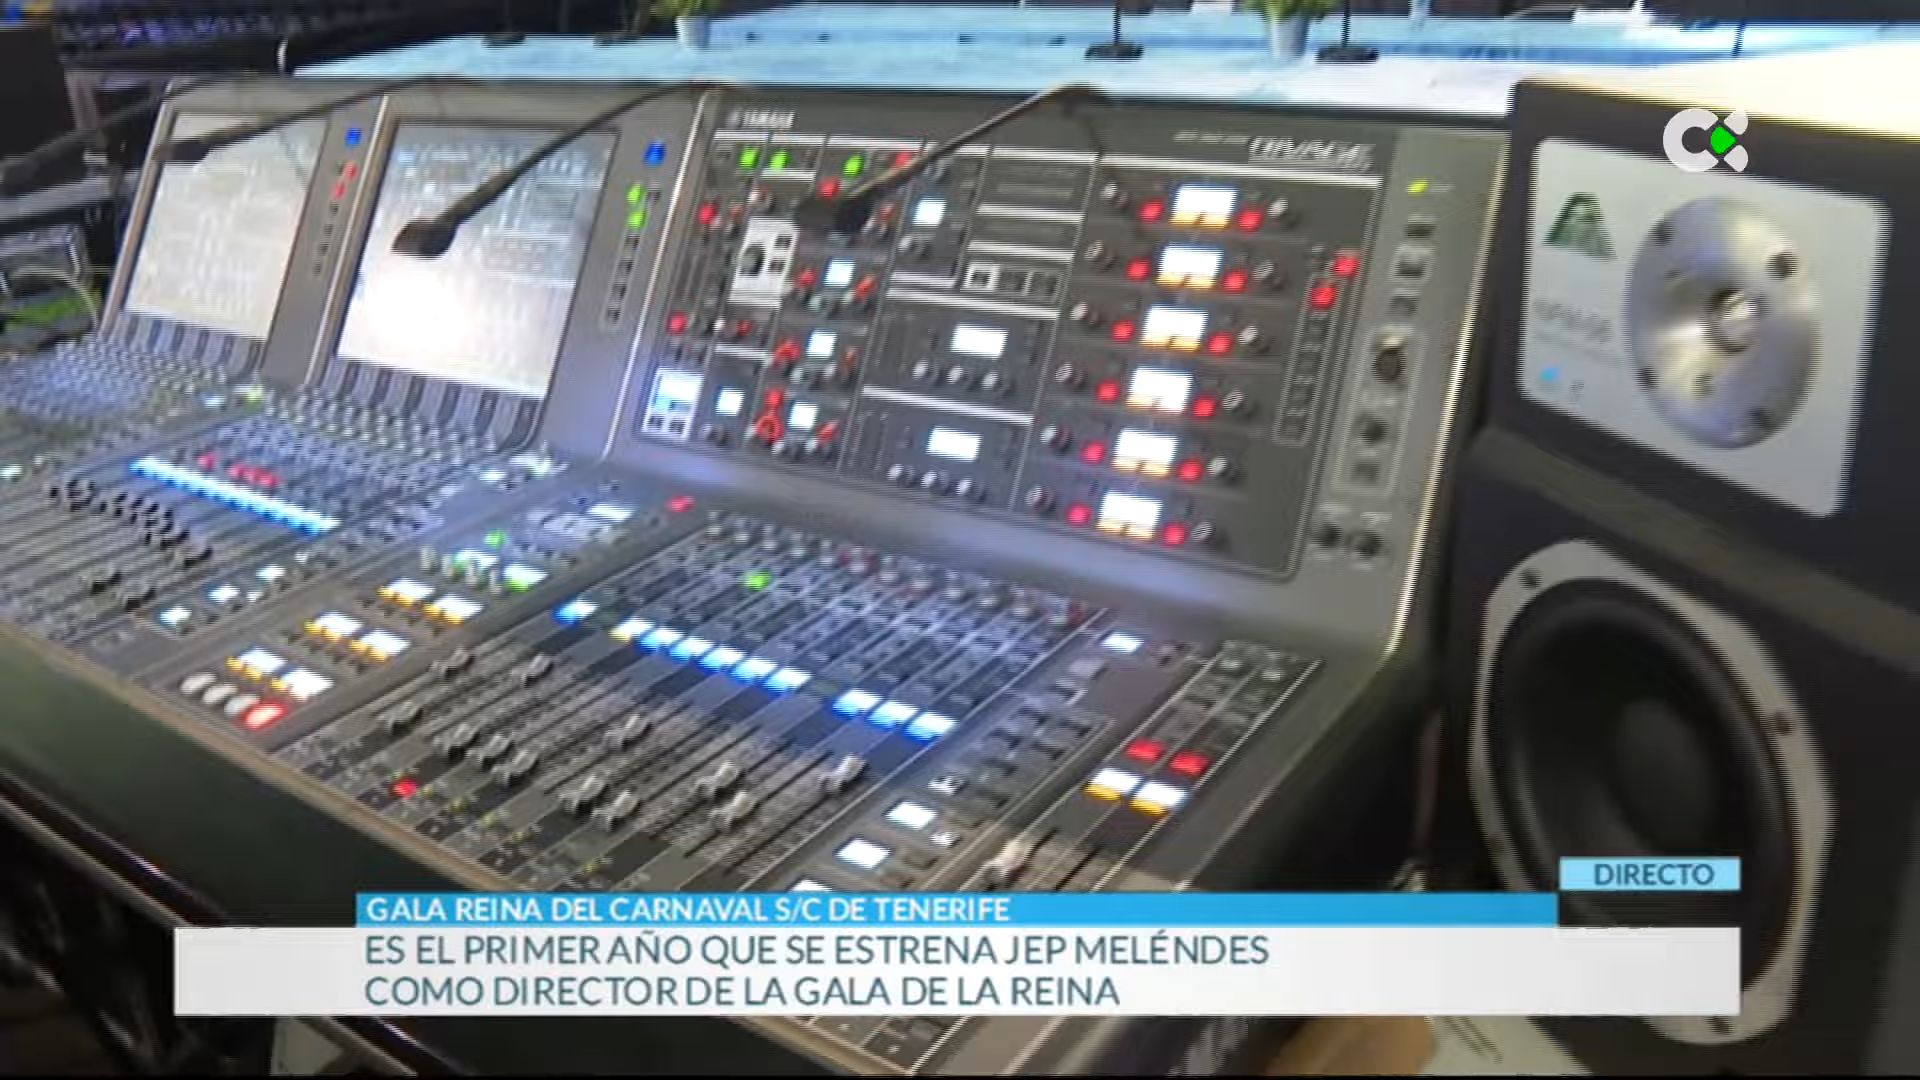 YAMAHA
RIVAGE
DIRECTO
GALA REINA DEL CARNAVAL S/C DE TENERIFE
ES EL PRIMER AÑO QUE SE ESTRENA JEP MELÉNDES
COMO DIRECTOR DE LA GALA DE LA REINA